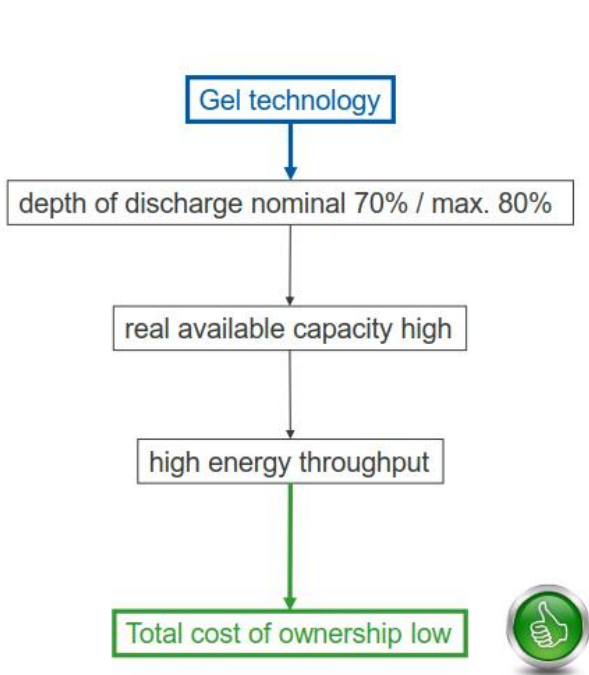 Gel technology
depth of discharge nominal 70% / max. 80%
real available capacity high
high energy throughput
Total cost of ownership low